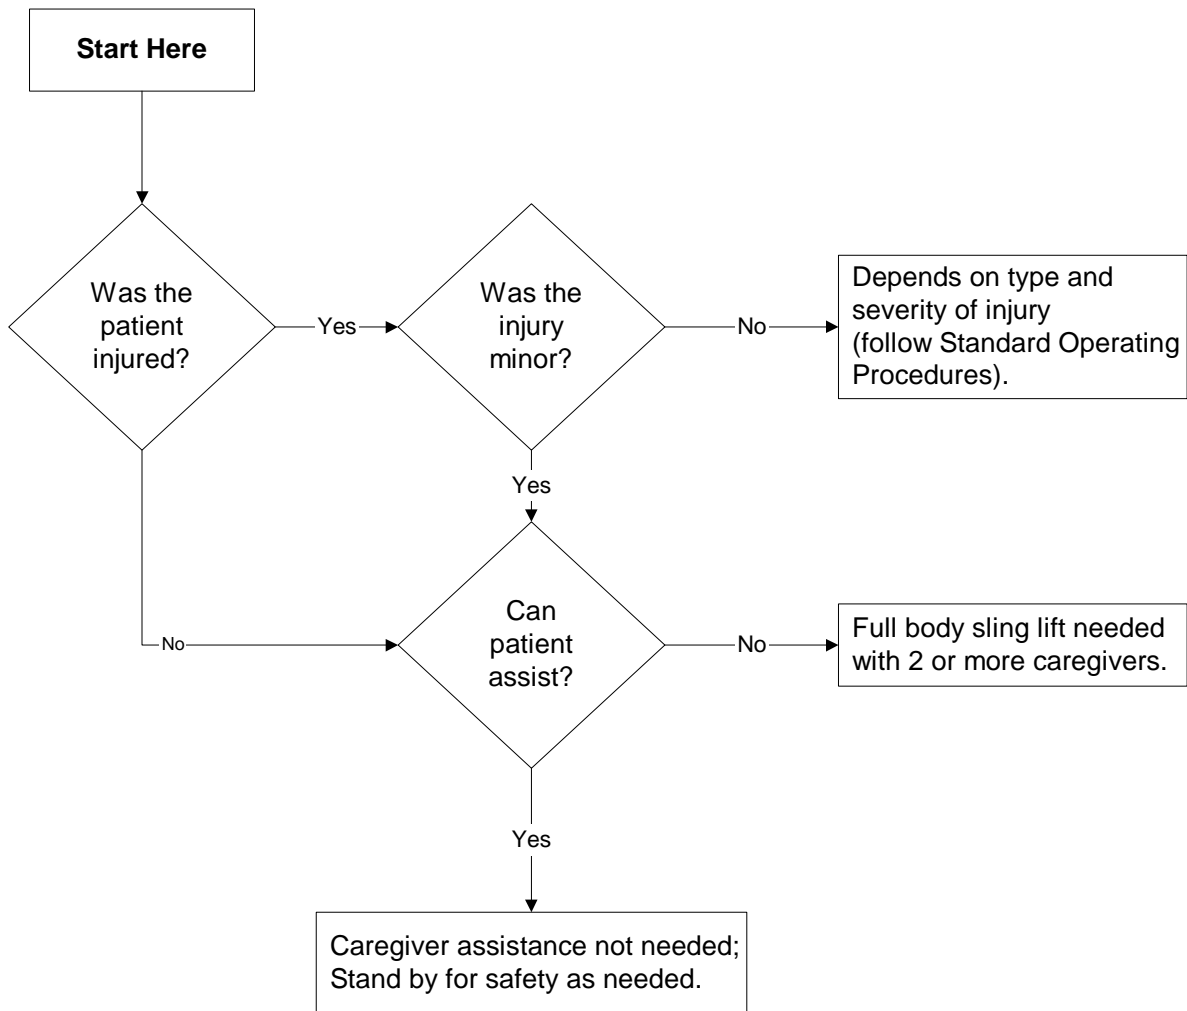 Start Here
Was the
patient
injured?
Yes
Was the
injury
minor?
No
Depends on type and
severity of injury
(follow Standard Operating
Procedures).
Yes
No
Can
patient
assist?
No
Full body sling lift needed
with 2 or more caregivers.
Yes
Caregiver assistance not needed;
Stand by for safety as needed.